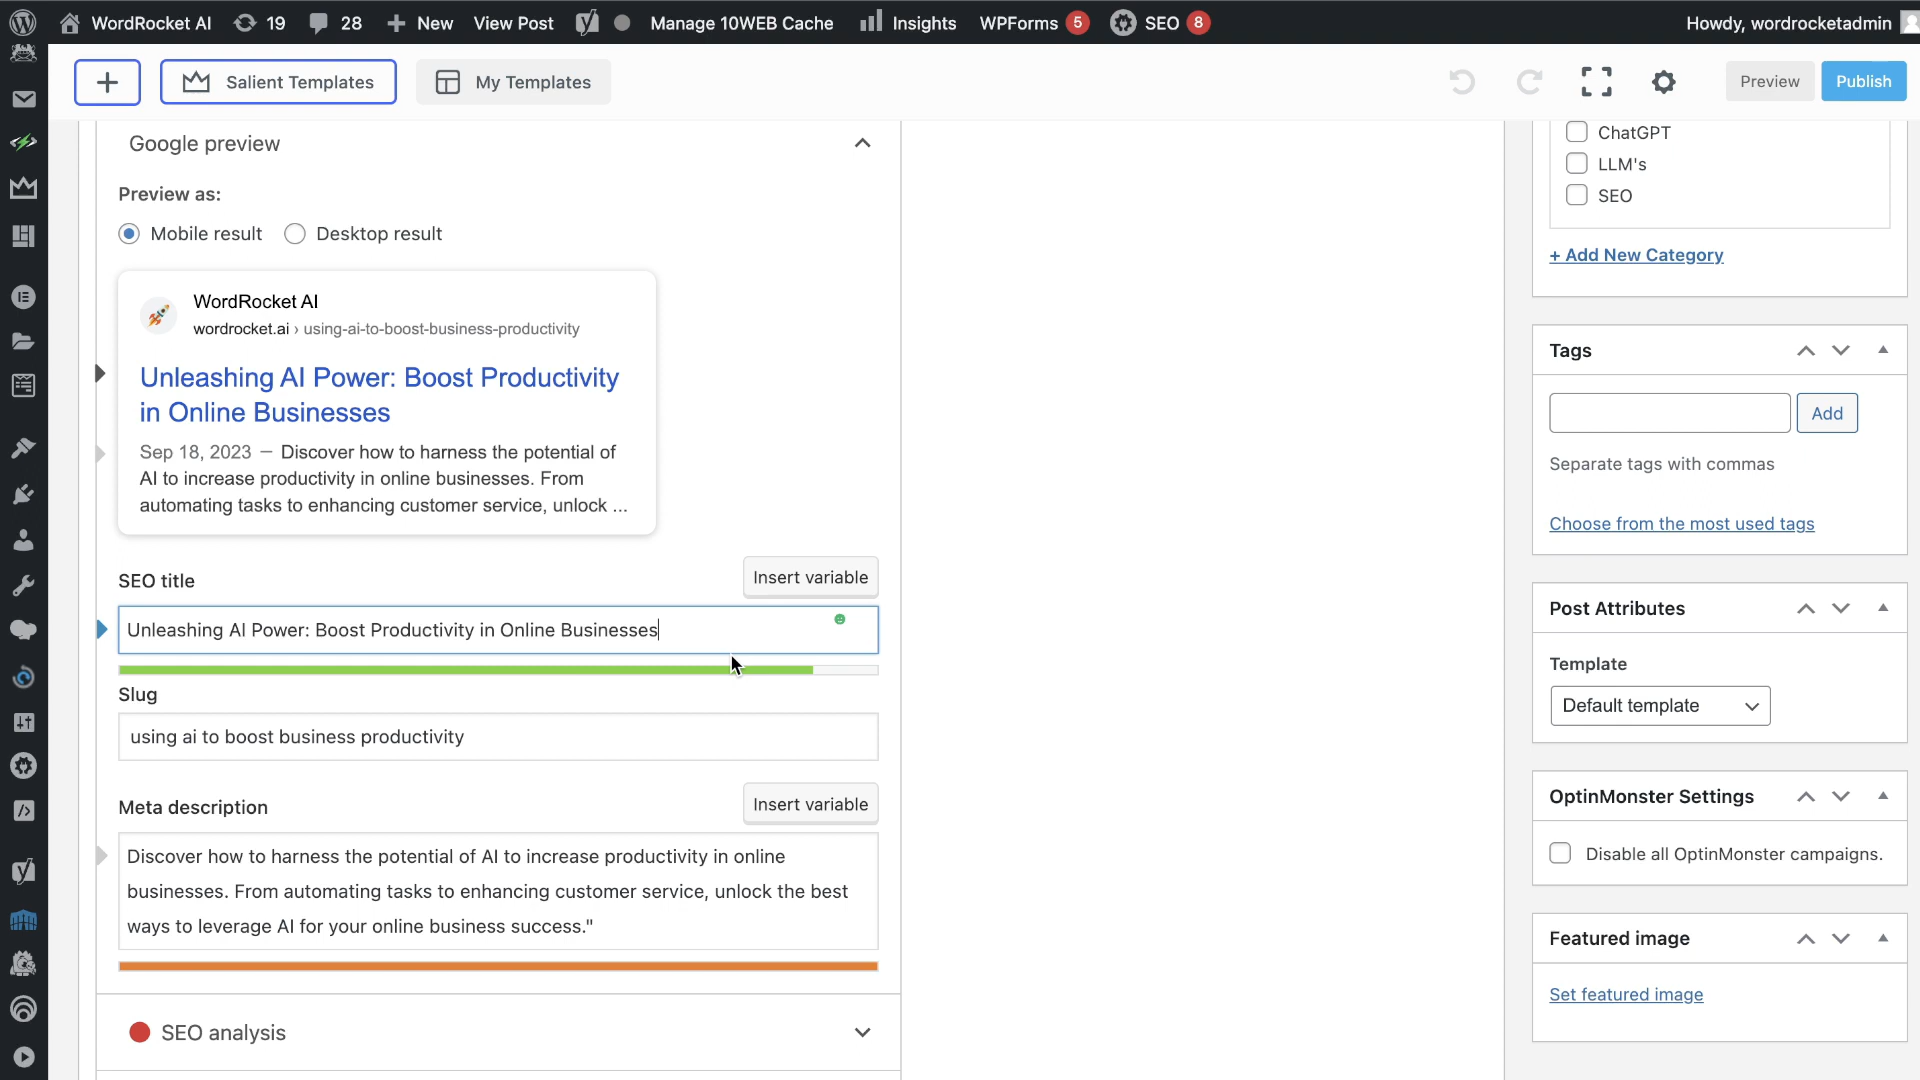 WordRocket AI
19
28
New
View Post
Manage 10WEB Cache
Insights
WPForms 5
SEO 8
Howdy, wordrocketadmin
Salient Templates
My Templates
Preview
Publish
Google preview
Preview as:
Mobile result
Desktop result
WordRocket AI
wordrocket.ai › using-ai-to-boost-business-productivity
Unleashing AI Power: Boost Productivity
in Online Businesses
Sep 18, 2023 – Discover how to harness the potential of
AI to increase productivity in online businesses. From
automating tasks to enhancing customer service, unlock ...
SEO title
Insert variable
Unleashing AI Power: Boost Productivity in Online Businesses
Slug
using ai to boost business productivity
Meta description
Insert variable
Discover how to harness the potential of AI to increase productivity in online
businesses. From automating tasks to enhancing customer service, unlock the best
ways to leverage AI for your online business success."
SEO analysis
ChatGPT
LLM's
SEO
+ Add New Category
Tags
Add
Separate tags with commas
Choose from the most used tags
Post Attributes
Template
Default template
OptinMonster Settings
Disable all OptinMonster campaigns.
Featured image
Set featured image